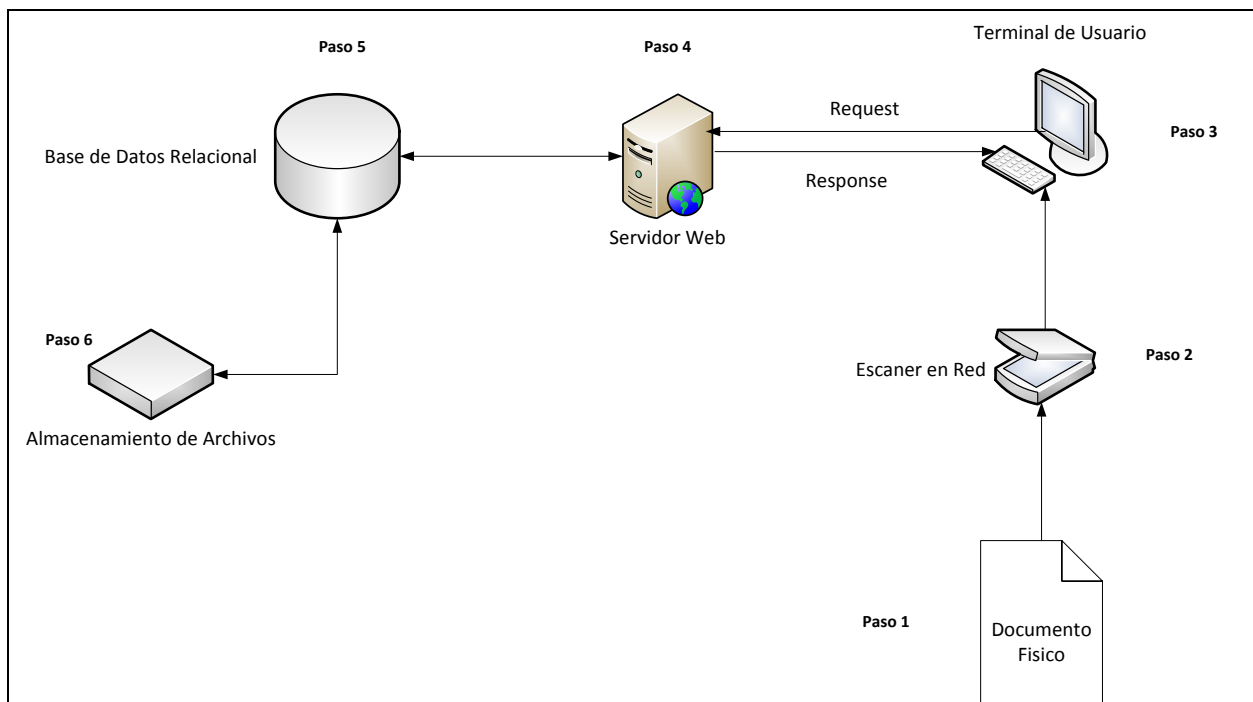 Terminal de Usuario
Paso 5
Paso 4
Request
Paso 3
Base de Datos Relacional
Response
Servidor Web
Paso 6
Paso 2
Escaner en Red
Almacenamiento de Archivos
Paso 1
Documento
Fisico